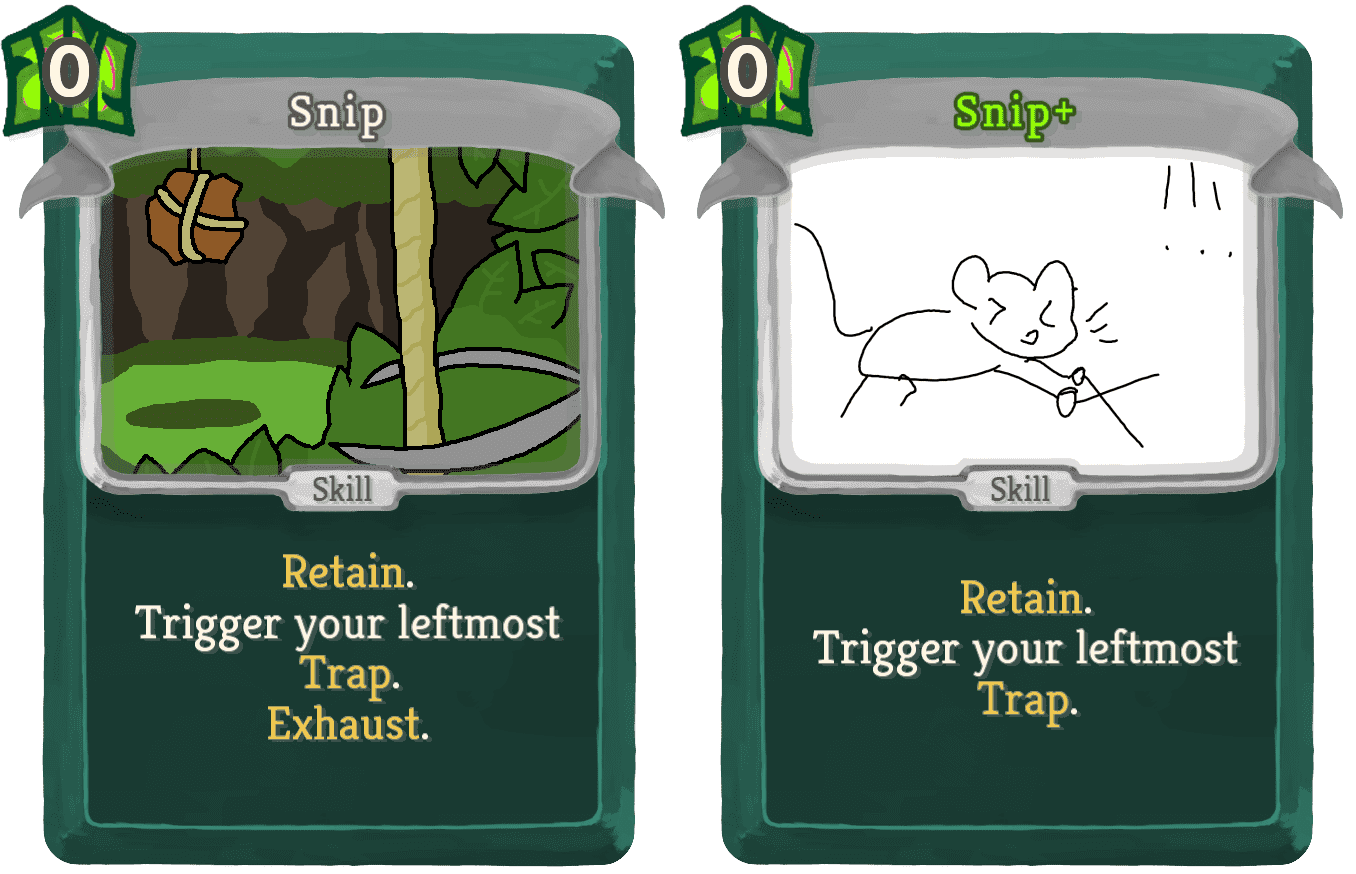 0
Snip
Skill
Retain.
Trigger your leftmost
Trap.
Exhaust.
0
Snip+
Skill
Retain.
Trigger your leftmost
Trap.